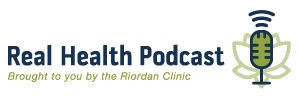 Real Health Podcast
Brought to you by the Riordan Clinic